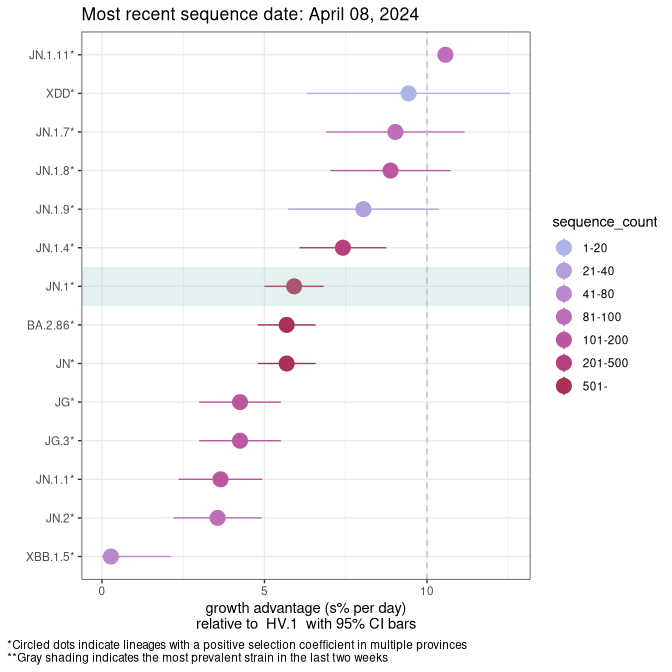 Most recent sequence date: April 08, 2024
JN.1.11*
XDD*
JN.1.7*
JN.1.8*
JN.1.9*
JN.1.4*
JN.1*
BA.2.86*
JN*
JG*
JG.3*
JN.1.1*
JN.2*
XBB.1.5*
0
5
10
growth advantage (s% per day)
relative to  HV.1  with 95% CI bars
sequence_count
1-20
21-40
41-80
81-100
101-200
201-500
501-
*Circled dots indicate lineages with a positive selection coefficient in multiple provinces
**Gray shading indicates the most prevalent strain in the last two weeks